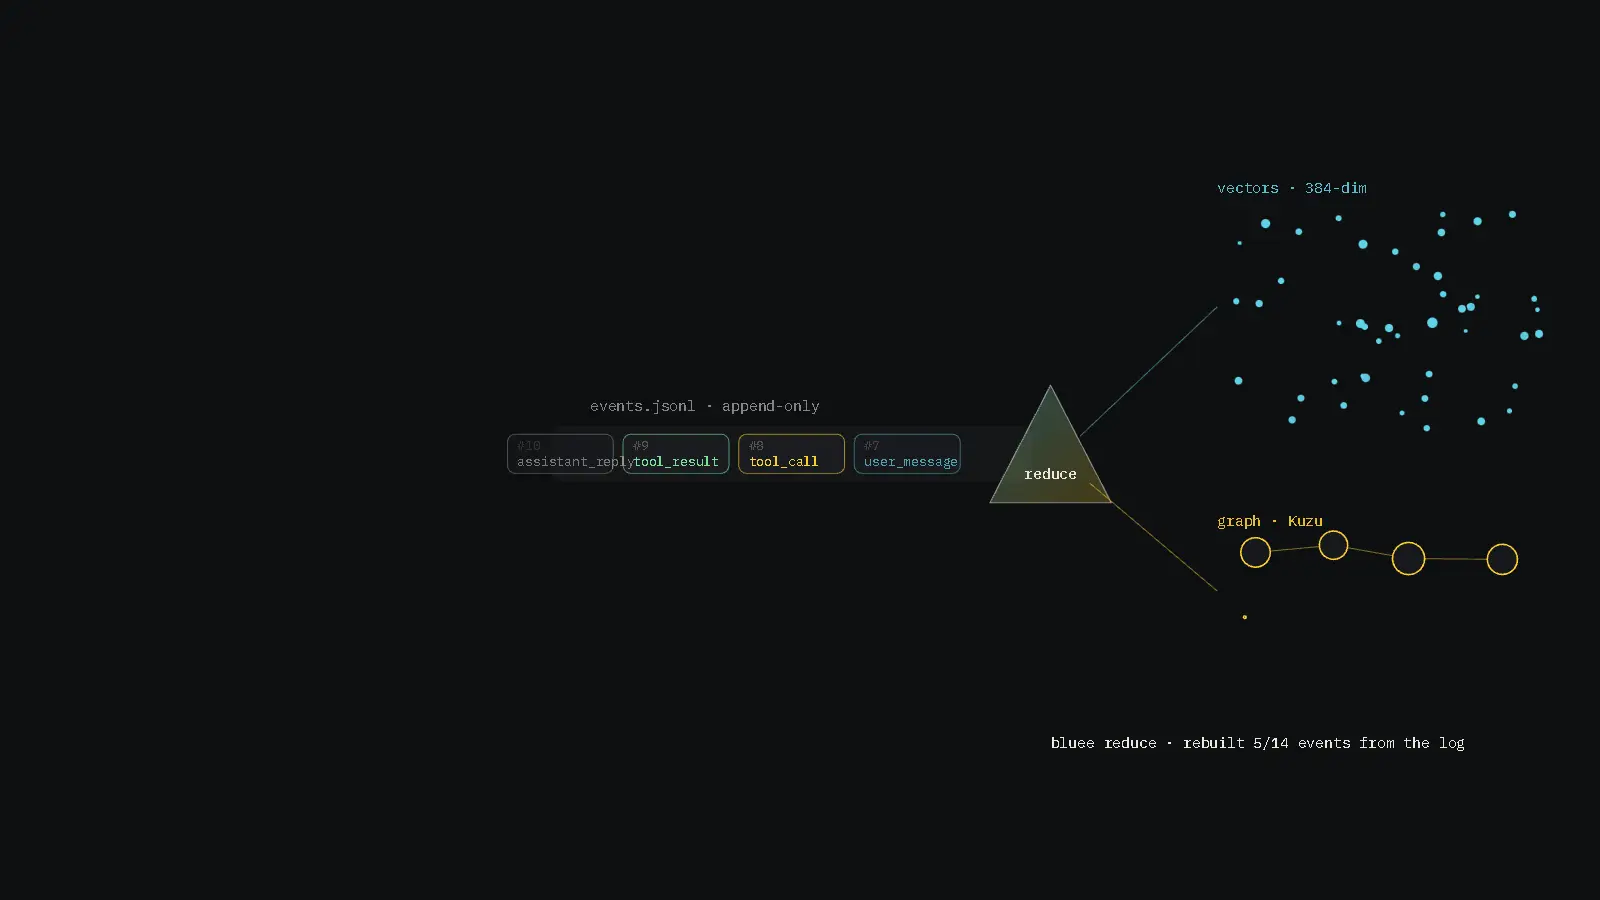 vectors · 384-dim
events.jsonl · append-only
#10
assistant_reply
#9
tool_result
#8
tool_call
#7
user_message
reduce
graph · Kuzu
bluee reduce · rebuilt 5/14 events from the log